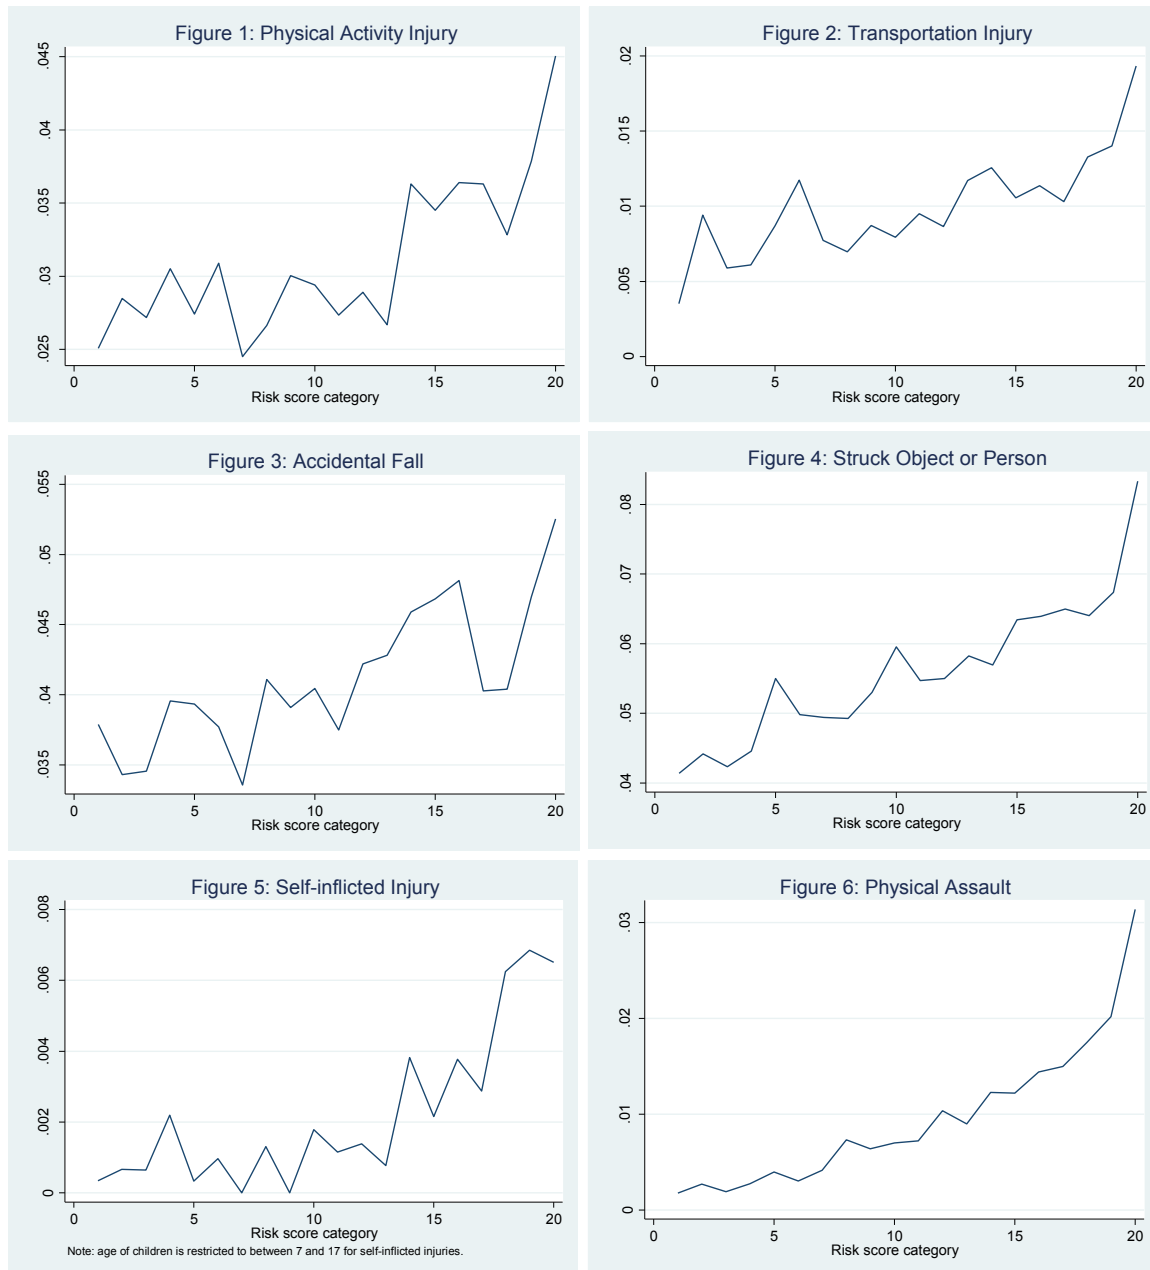 Figure 1: Physical Activity Injury
.045
.04
.035
.03
.025
0 5 10 15 20
Risk score category
Figure 2: Transportation Injury
.02
.015
.01
.005
0
0 5 10 15 20
Risk score category
Figure 3: Accidental Fall
.055
.05
.045
.04
.035
0 5 10 15 20
Risk score category
Figure 4: Struck Object or Person
.08
.07
.06
.05
.04
0 5 10 15 20
Risk score category
Figure 5: Self-inflicted Injury
.008
.006
.004
.002
0
0 5 10 15 20
Risk score category
Note: age of children is restricted to between 7 and 17 for self-inflicted injuries.
Figure 6: Physical Assault
.03
.02
.01
0
0 5 10 15 20
Risk score category